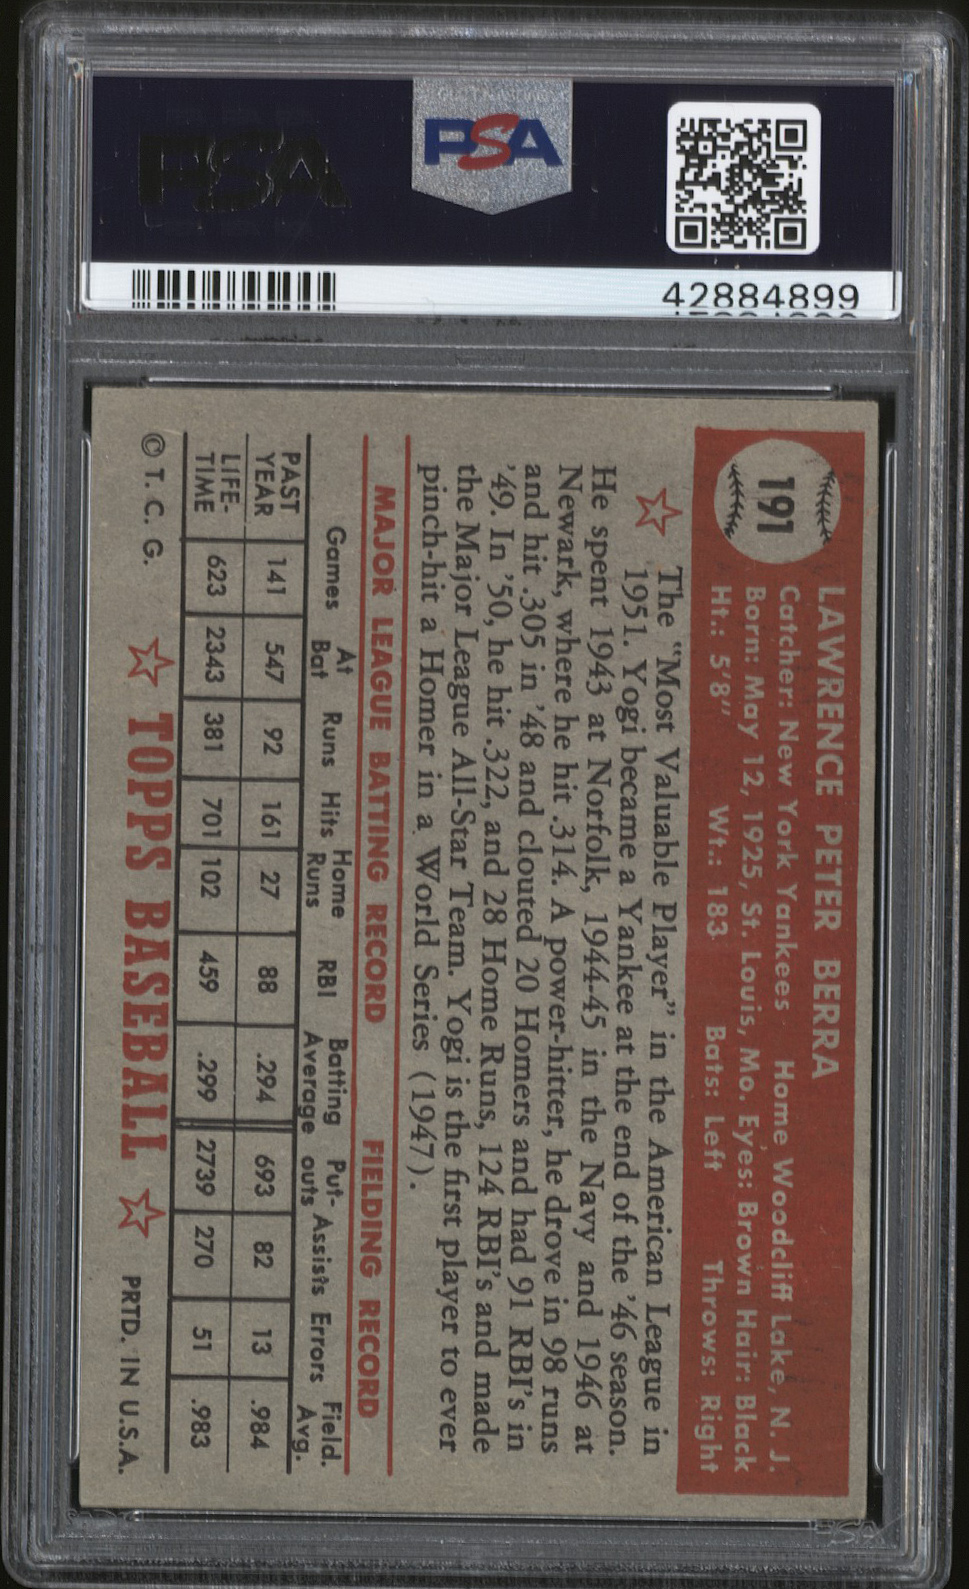 PSA
42884899
191
LAWRENCE PETER BERRA
Catcher: New York Yankees Home Woodcliff Lake, N. J.
Born: May 12, 1925, St. Louis, Mo. Eyes: Brown Hair: Black
Ht.: 5'8" Wt.: 183 Bats: Left Throws: Right
The "Most Valuable Player" in the American League in
1951. Yogi became a Yankee at the end of the '46 season.
He spent 1943 at Norfolk, 1944-45 in the Navy and 1946 at
Newark, where he hit .314. A power-hitter, he drove in 98 runs
and hit .305 in '48 and clouted 20 Homers and had 91 RBI's in
'49. In '50, he hit .322, and 28 Home Runs, 124 RBI's and made
the Major League All-Star Team. Yogi is the first player to ever
pinch-hit a Homer in a World Series (1947).
MAJOR LEAGUE BATTING RECORD FIELDING RECORD
Games At Bat Runs Hits Home Runs RBI Batting Average Put-outs Assists Errors Field. Avg.
PAST YEAR 141 547 92 161 27 88 .294 693 82 13 .984
LIFE-TIME 623 2343 381 701 102 459 .299 2739 270 51 .983
© T. C. G. TOPPS BASEBALL PRTD. IN U.S.A.